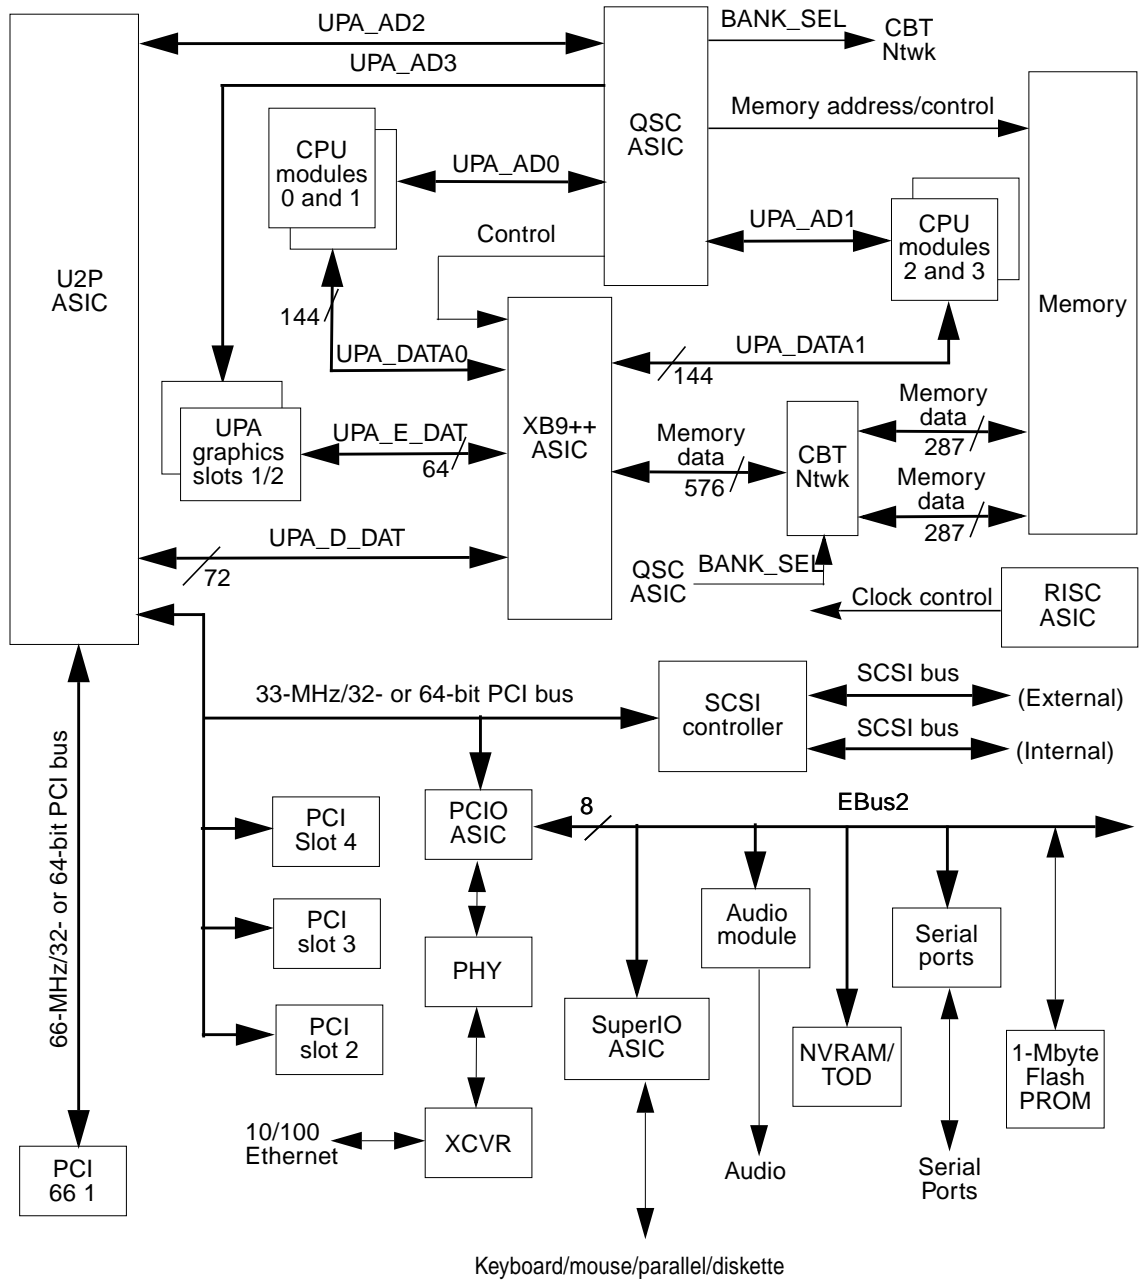 UPA_AD2
BANK_SEL
CBT
Ntwk
UPA_AD3
QSC
ASIC
Memory address/control
CPU
modules
0 and 1
UPA_AD0
UPA_AD1
CPU
modules
2 and 3
Control
U2P
ASIC
Memory
144
UPA_DATA0
UPA_DATA1
144
UPA
graphics
slots 1/2
UPA_E_DAT
64
XB9++
ASIC
Memory
data
576
CBT
Ntwk
Memory
data
287
Memory
data
287
UPA_D_DAT
72
QSC
ASIC
BANK_SEL
Clock control
RISC
ASIC
33-MHz/32- or 64-bit PCI bus
SCSI
controller
SCSI bus
(External)
SCSI bus
(Internal)
66-MHz/32- or 64-bit PCI bus
PCI
Slot 4
PCIO
ASIC
8
EBus2
PCI
slot 3
PHY
Audio
module
Serial
ports
PCI
slot 2
SuperIO
ASIC
NVRAM/
TOD
1-Mbyte
Flash
PROM
10/100
Ethernet
XCVR
PCI
66 1
Audio
Serial
Ports
Keyboard/mouse/parallel/diskette